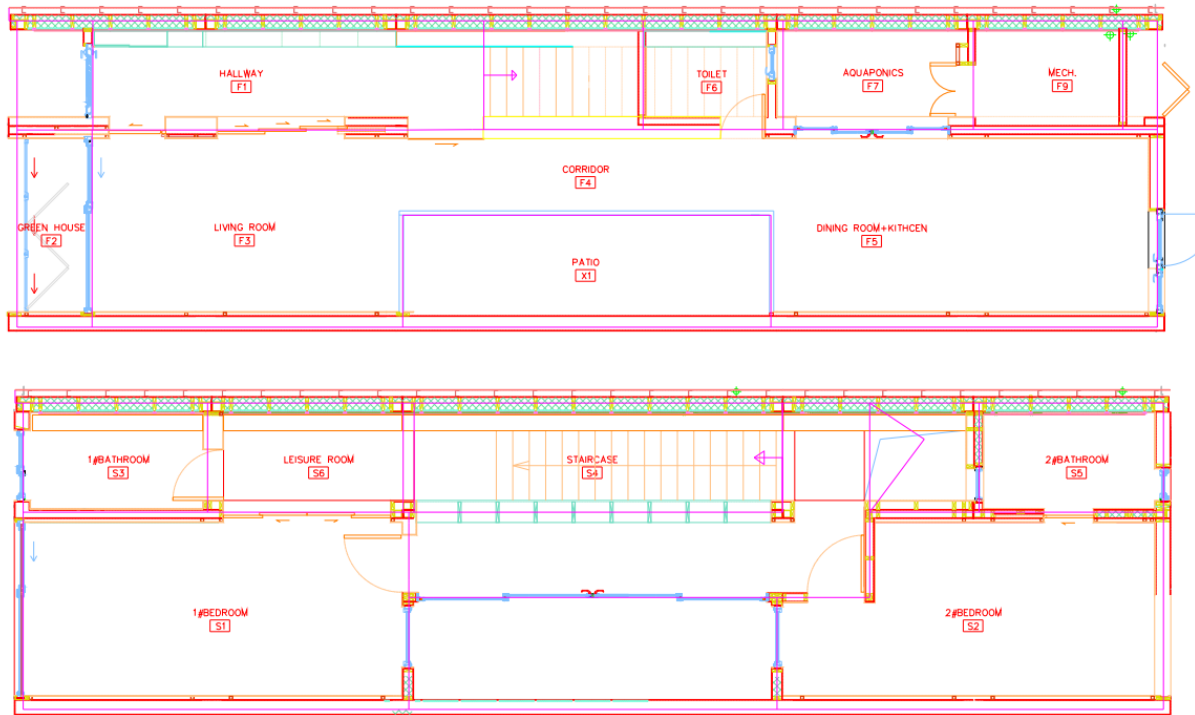 HALLWAY
F1
TOILET
F6
AQUAPONICS
F7
MECH.
F9
CORRIDOR
F4
GREEN HOUSE
F2
LIVING ROOM
F3
DINING ROOM+KITHCEN
F5
PATIO
X1
1#BATHROOM
S3
LEISURE ROOM
S6
STAIRCASE
S4
2#BATHROOM
S5
1#BEDROOM
S1
2#BEDROOM
S2